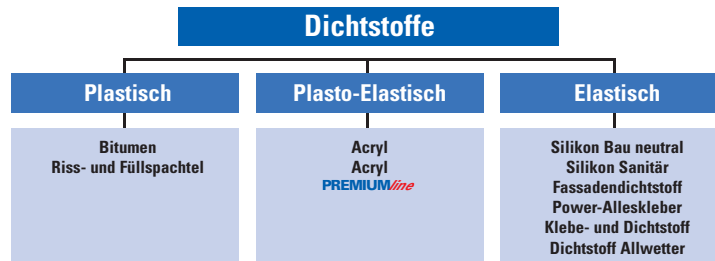 Dichtstoffe
Plastisch
Bitumen
Riss- und Füllspachtel
Plasto-Elastisch
Acryl
Acryl
PREMIUMline
Elastisch
Silikon Bau neutral
Silikon Sanitär
Fassadendichtstoff
Power-Alleskleber
Klebe- und Dichtstoff
Dichtstoff Allwetter